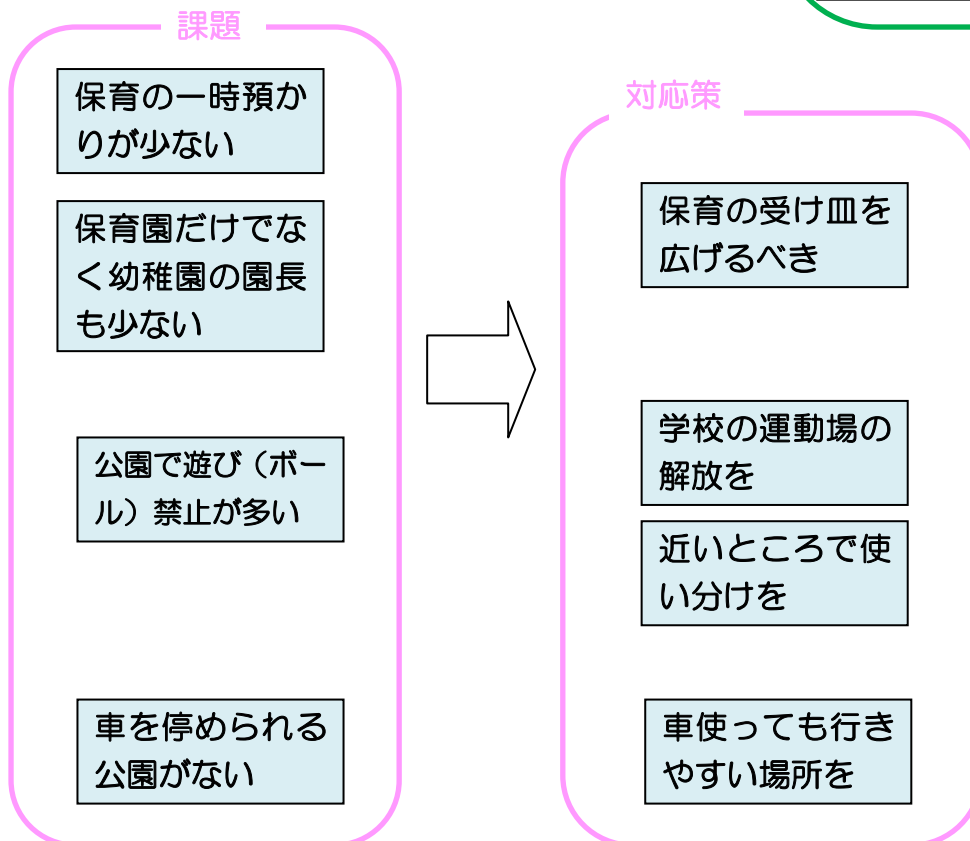 課題
保育の一時預か
りが少ない
保育園だけでな
く幼稚園の園長
も少ない
公園で遊び（ボー
ル）禁止が多い
車を停められる
公園がない
対応策
保育の受け皿を
広げるべき
学校の運動場の
解放を
近いところで使
い分けを
車使っても行き
やすい場所を